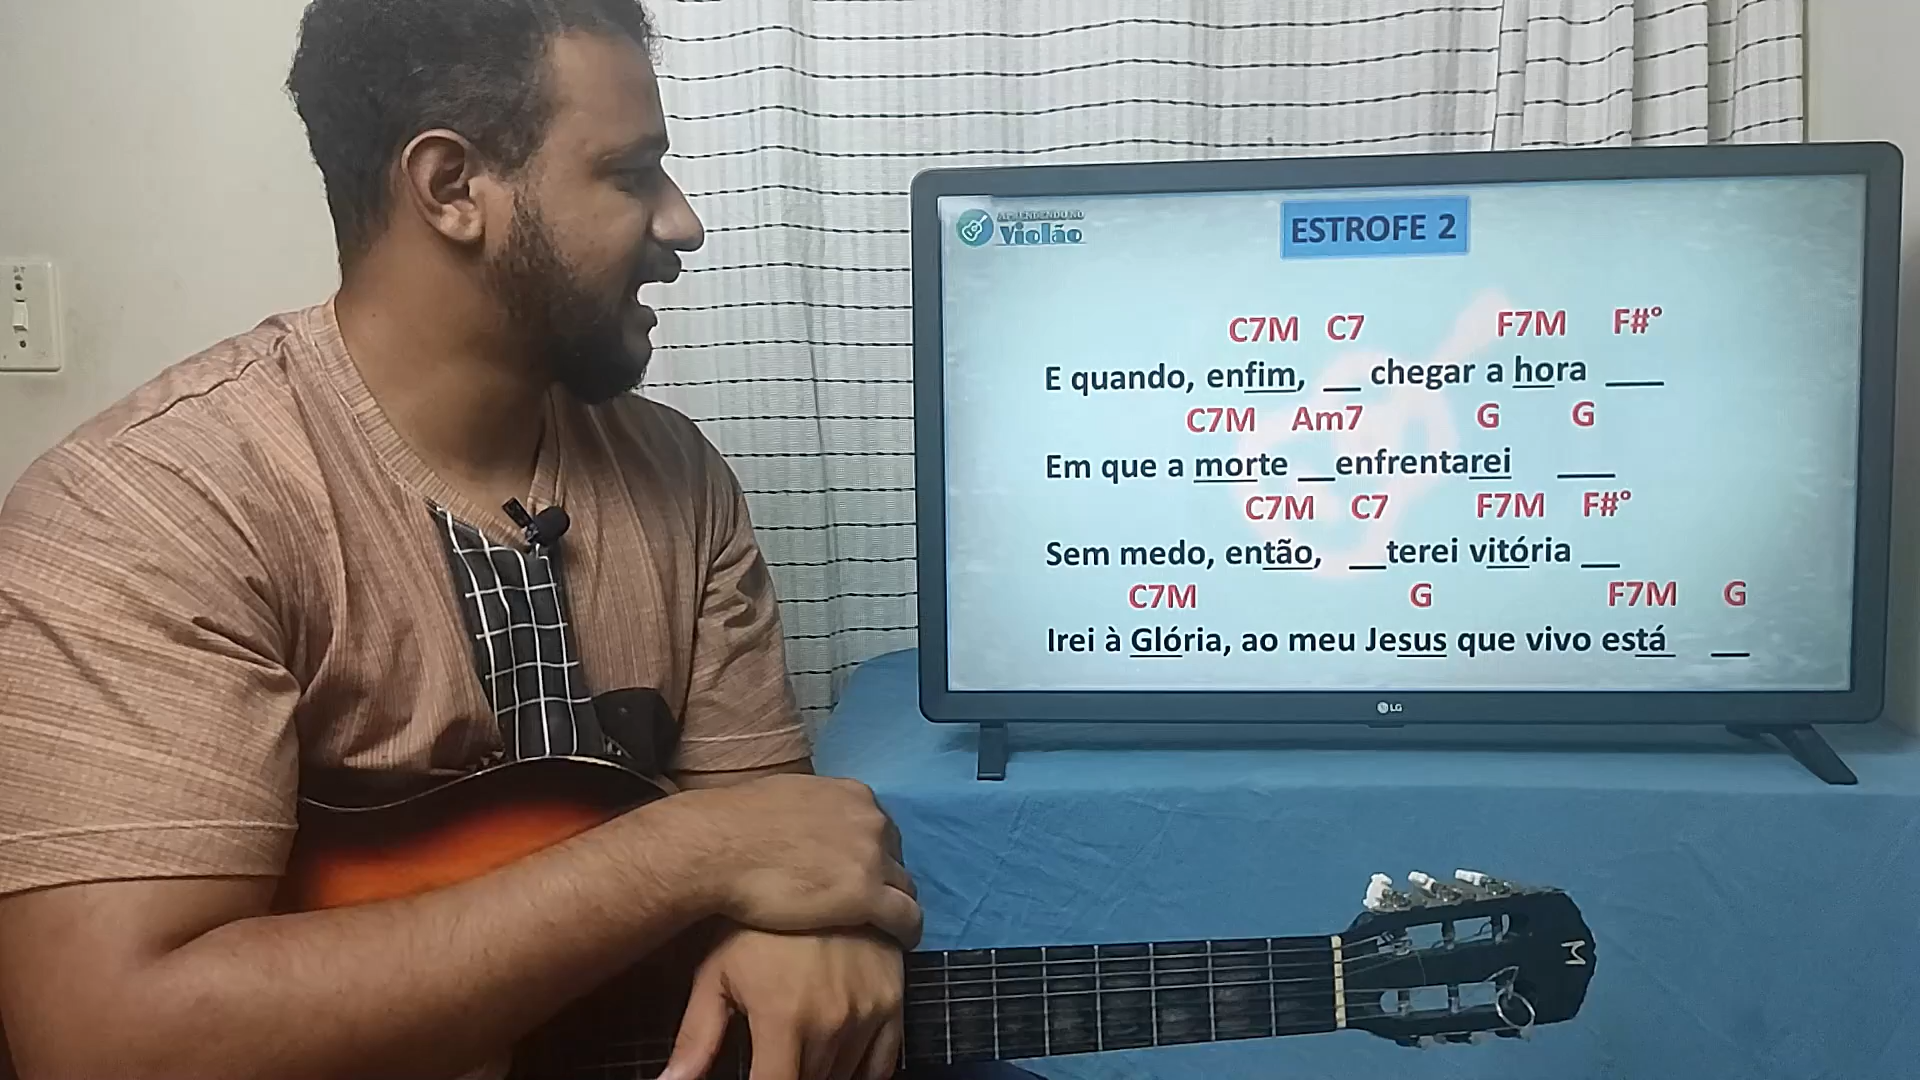 APRENDENDO NO
Violão
ESTROFE 2
C7M C7 F7M F#°
E quando, enfim, __ chegar a hora ___
C7M Am7 G G
Em que a morte __enfrentarei ___
C7M C7 F7M F#°
Sem medo, então, __terei vitória __
C7M G F7M G
Irei à Glória, ao meu Jesus que vivo está __
LG
M